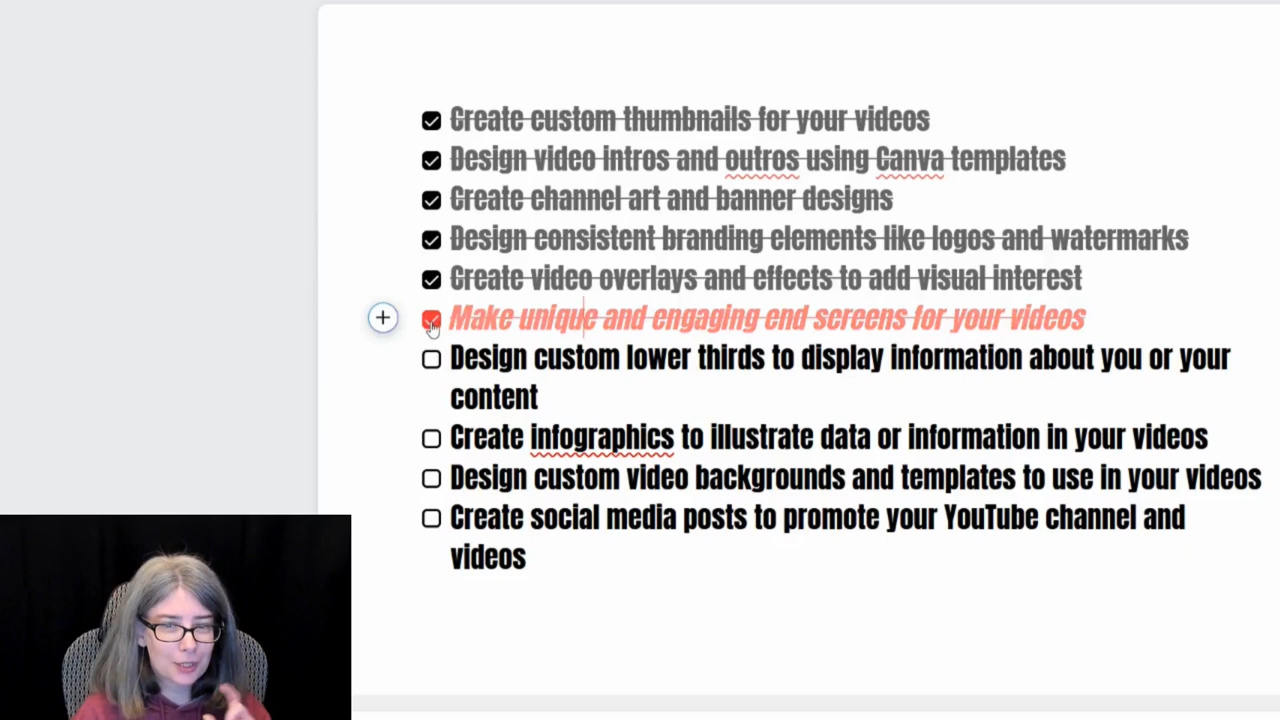 Create custom thumbnails for your videos
Design video intros and outros using Canva templates
Create channel art and banner designs
Design consistent branding elements like logos and watermarks
Create video overlays and effects to add visual interest
Make unique and engaging end screens for your videos
Design custom lower thirds to display information about you or your
content
Create infographics to illustrate data or information in your videos
Design custom video backgrounds and templates to use in your videos
Create social media posts to promote your YouTube channel and
videos